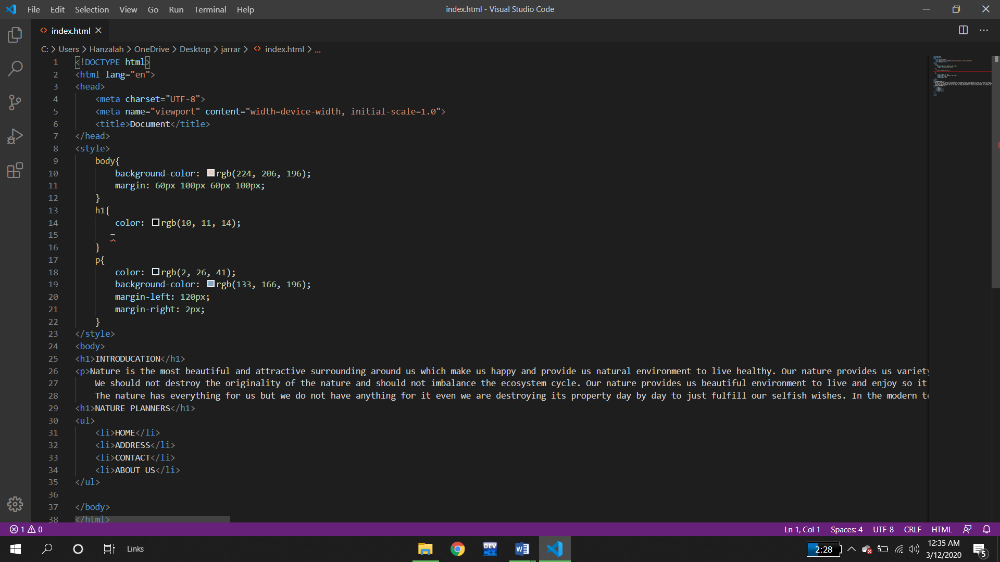 File Edit Selection View Go Run Terminal Help
index.html - Visual Studio Code
index.html
C: > Users > Hanzalah > OneDrive > Desktop > jarrar > index.html > ...
1 <!DOCTYPE html>
2 <html lang="en">
3 <head>
4 <meta charset="UTF-8">
5 <meta name="viewport" content="width=device-width, initial-scale=1.0">
6 <title>Document</title>
7 </head>
8 <style>
9 body{
10 background-color: rgb(224, 206, 196);
11 margin: 60px 100px 60px 100px;
12 }
13 h1{
14 color: rgb(10, 11, 14);
15 =
16 }
17 p{
18 color: rgb(2, 26, 41);
19 background-color: rgb(133, 166, 196);
20 margin-left: 120px;
21 margin-right: 2px;
22 }
23 </style>
24 <body>
25 <h1>INTRODUCATION</h1>
26 <p>Nature is the most beautiful and attractive surrounding around us which make us happy and provide us natural environment to live healthy. Our nature provides us variety
27 We should not destroy the originality of the nature and should not imbalance the ecosystem cycle. Our nature provides us beautiful environment to live and enjoy so it
28 The nature has everything for us but we do not have anything for it even we are destroying its property day by day to just fulfill our selfish wishes. In the modern te
29 <h1>NATURE PLANNERS</h1>
30 <ul>
31 <li>HOME</li>
32 <li>ADDRESS</li>
33 <li>CONTACT</li>
34 <li>ABOUT US</li>
35 </ul>
36
37 </body>
38 </html>
1 0
Ln 1, Col 1 Spaces: 4 UTF-8 CRLF HTML
Links
DEV C++
W
2:28
12:35 AM
3/12/2020
5